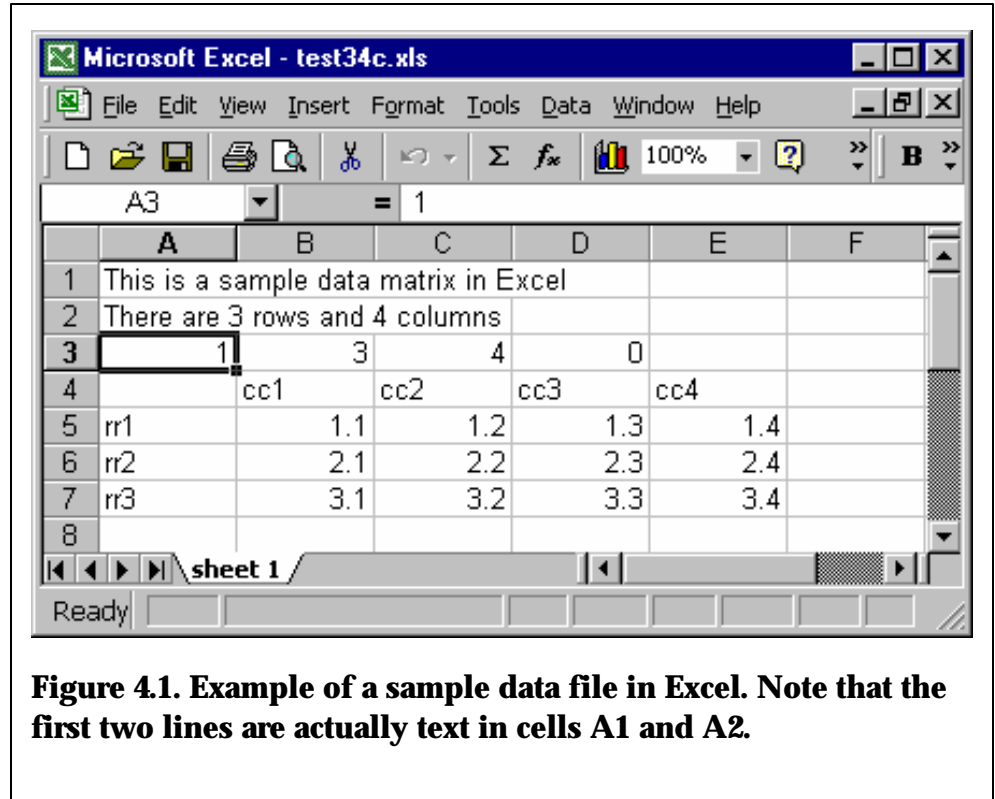 Microsoft Excel - test34c.xls
File Edit View Insert Format Tools Data Window Help
Σ fx 100% ? » B »
A3 = 1
A B C D E F
1 This is a sample data matrix in Excel
2 There are 3 rows and 4 columns
3 1 3 4 0
4 cc1 cc2 cc3 cc4
5 rr1 1.1 1.2 1.3 1.4
6 rr2 2.1 2.2 2.3 2.4
7 rr3 3.1 3.2 3.3 3.4
8
sheet 1
Ready
Figure 4.1. Example of a sample data file in Excel. Note that the
first two lines are actually text in cells A1 and A2.